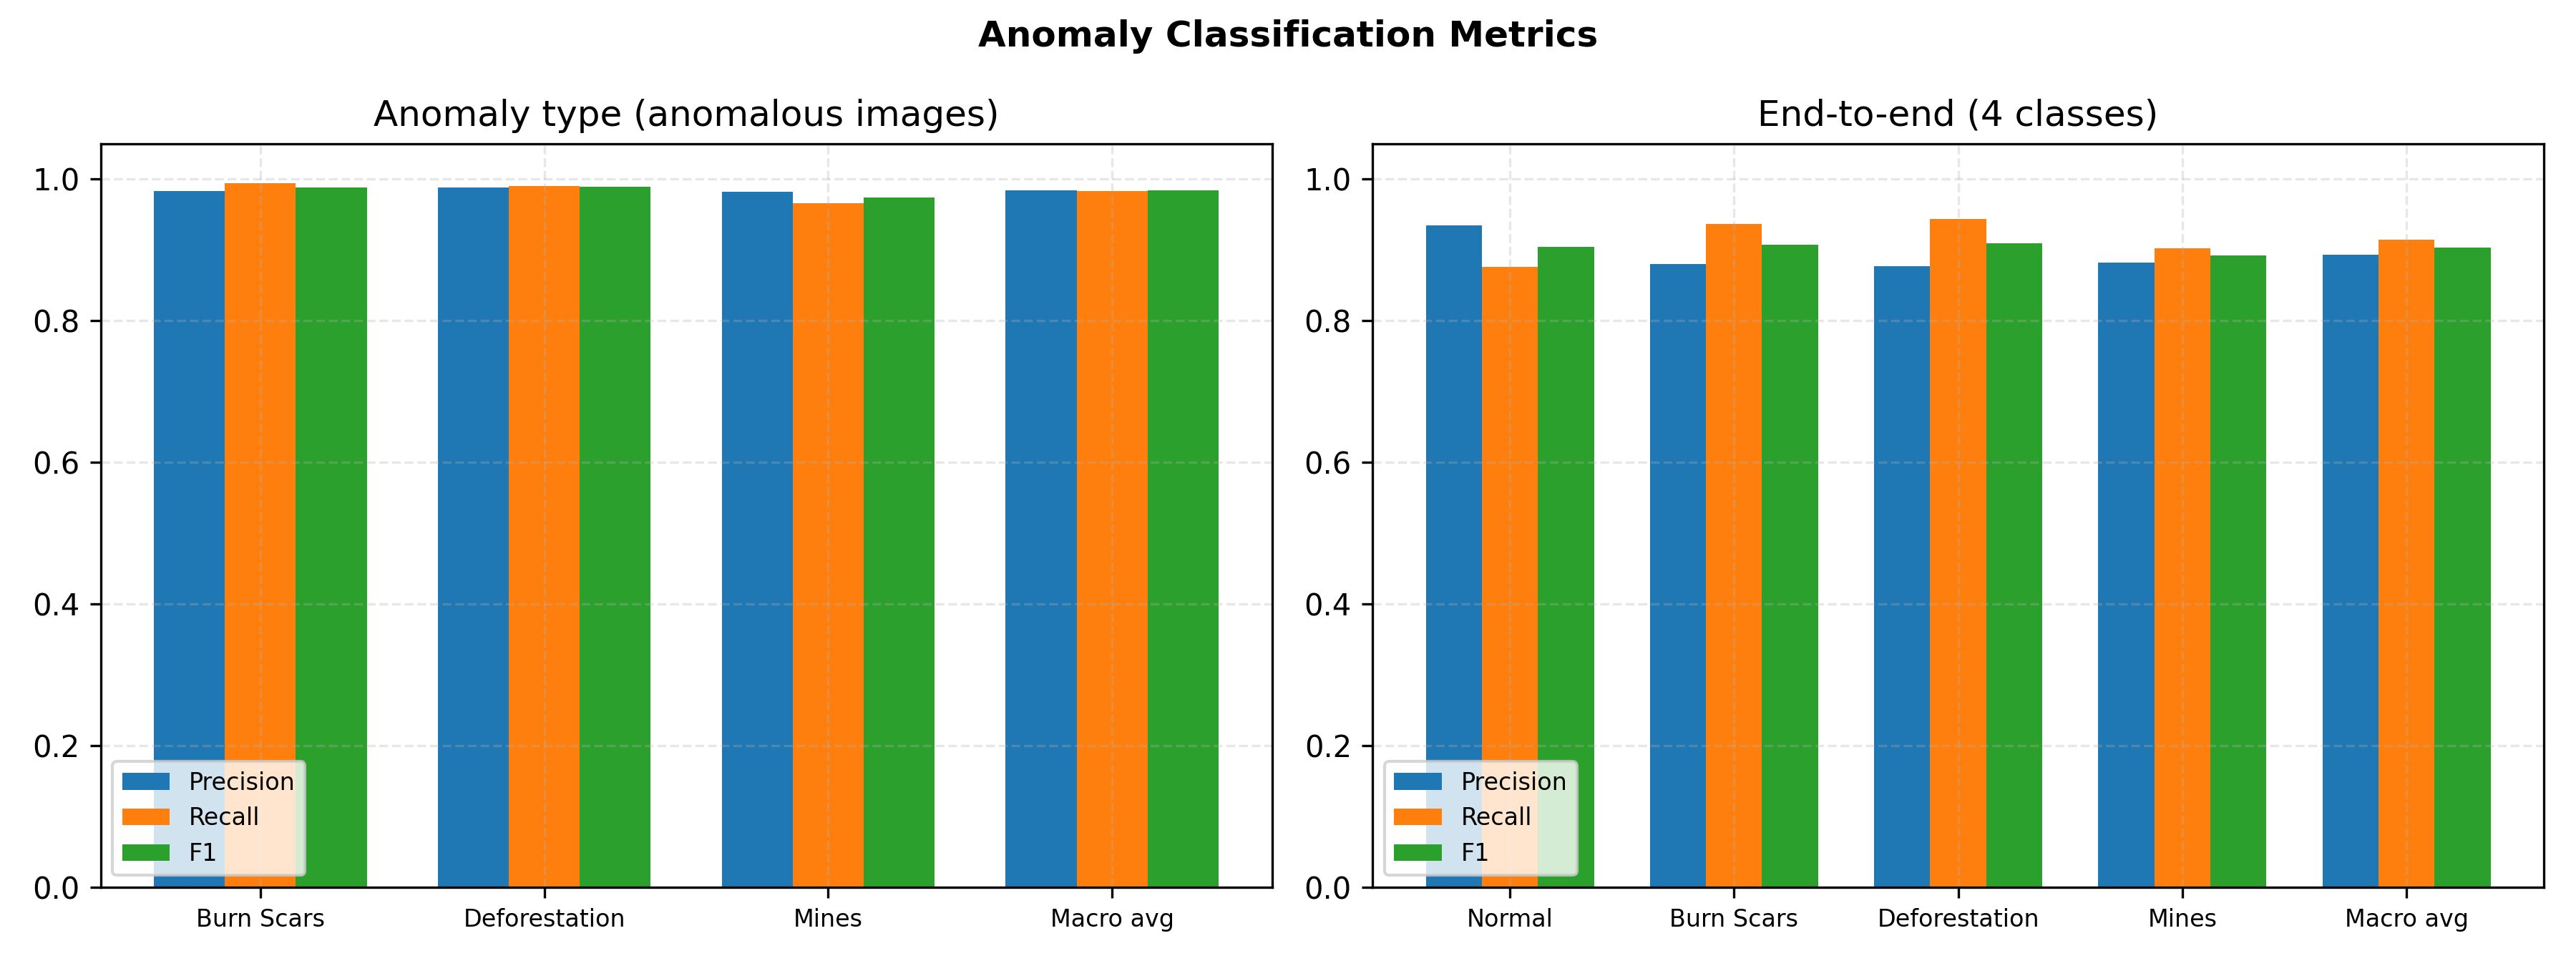 Anomaly Classification Metrics
Anomaly type (anomalous images)
1.0
0.8
0.6
0.4
0.2
0.0
Precision
Recall
F1
Burn Scars Deforestation Mines Macro avg
End-to-end (4 classes)
1.0
0.8
0.6
0.4
0.2
0.0
Precision
Recall
F1
Normal Burn Scars Deforestation Mines Macro avg